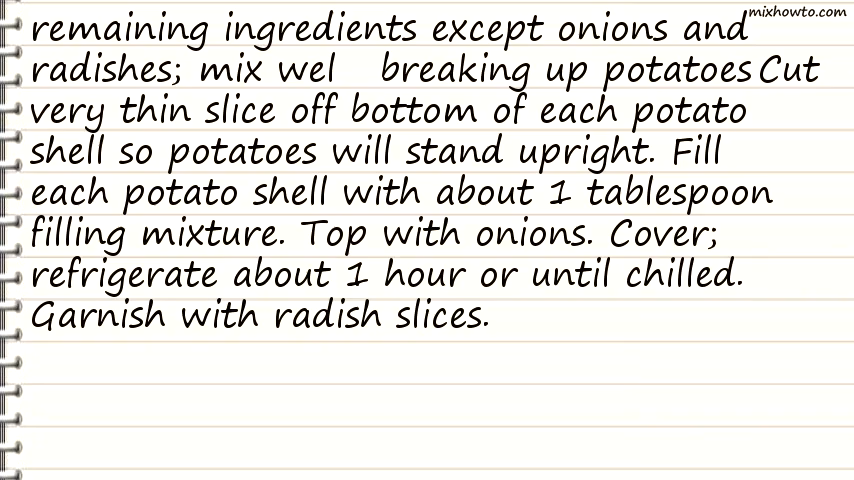 mixhowto.com
remaining ingredients except onions and
radishes; mix wel breaking up potatoes Cut
very thin slice off bottom of each potato
shell so potatoes will stand upright. Fill
each potato shell with about 1 tablespoon
filling mixture. Top with onions. Cover;
refrigerate about 1 hour or until chilled.
Garnish with radish slices.